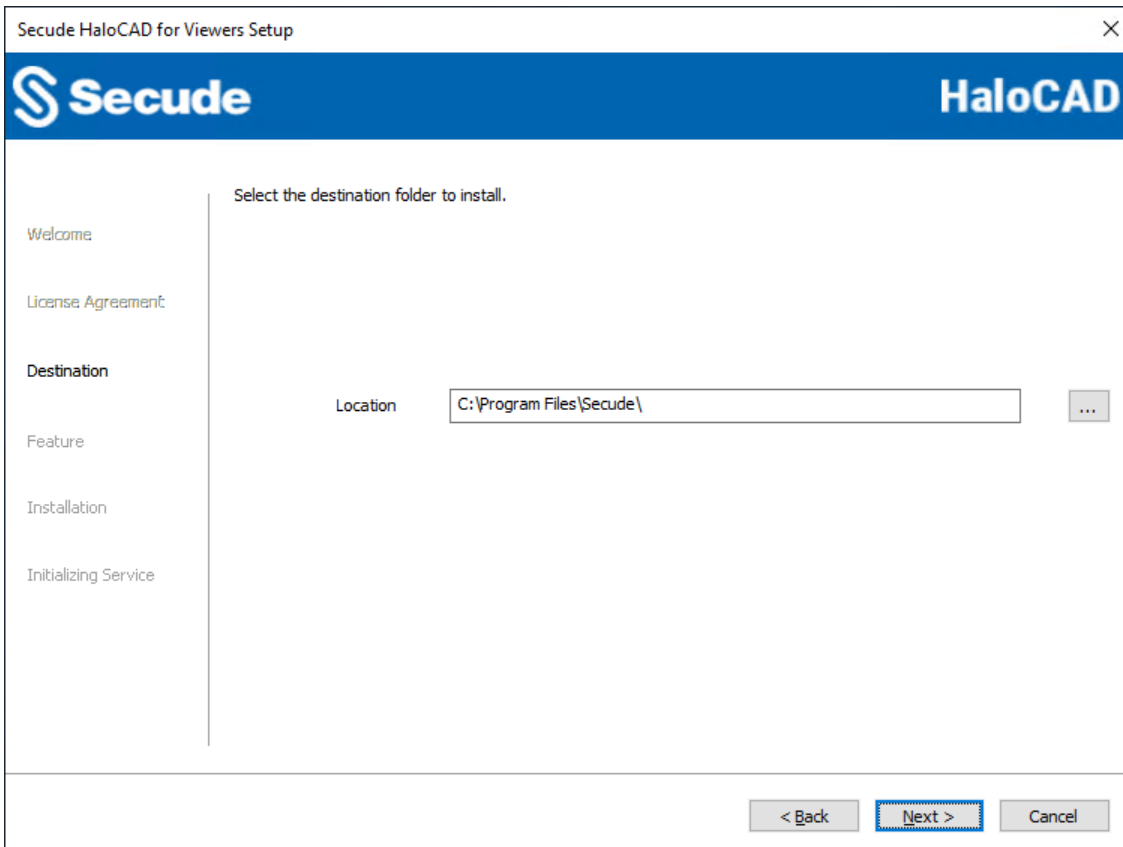 Secude HaloCAD for Viewers Setup
Secude
HaloCAD
Select the destination folder to install.
Welcome
License Agreement
Destination
Location
C:\Program Files\Secude\
...
Feature
Installation
Initializing Service
< Back
Next >
Cancel